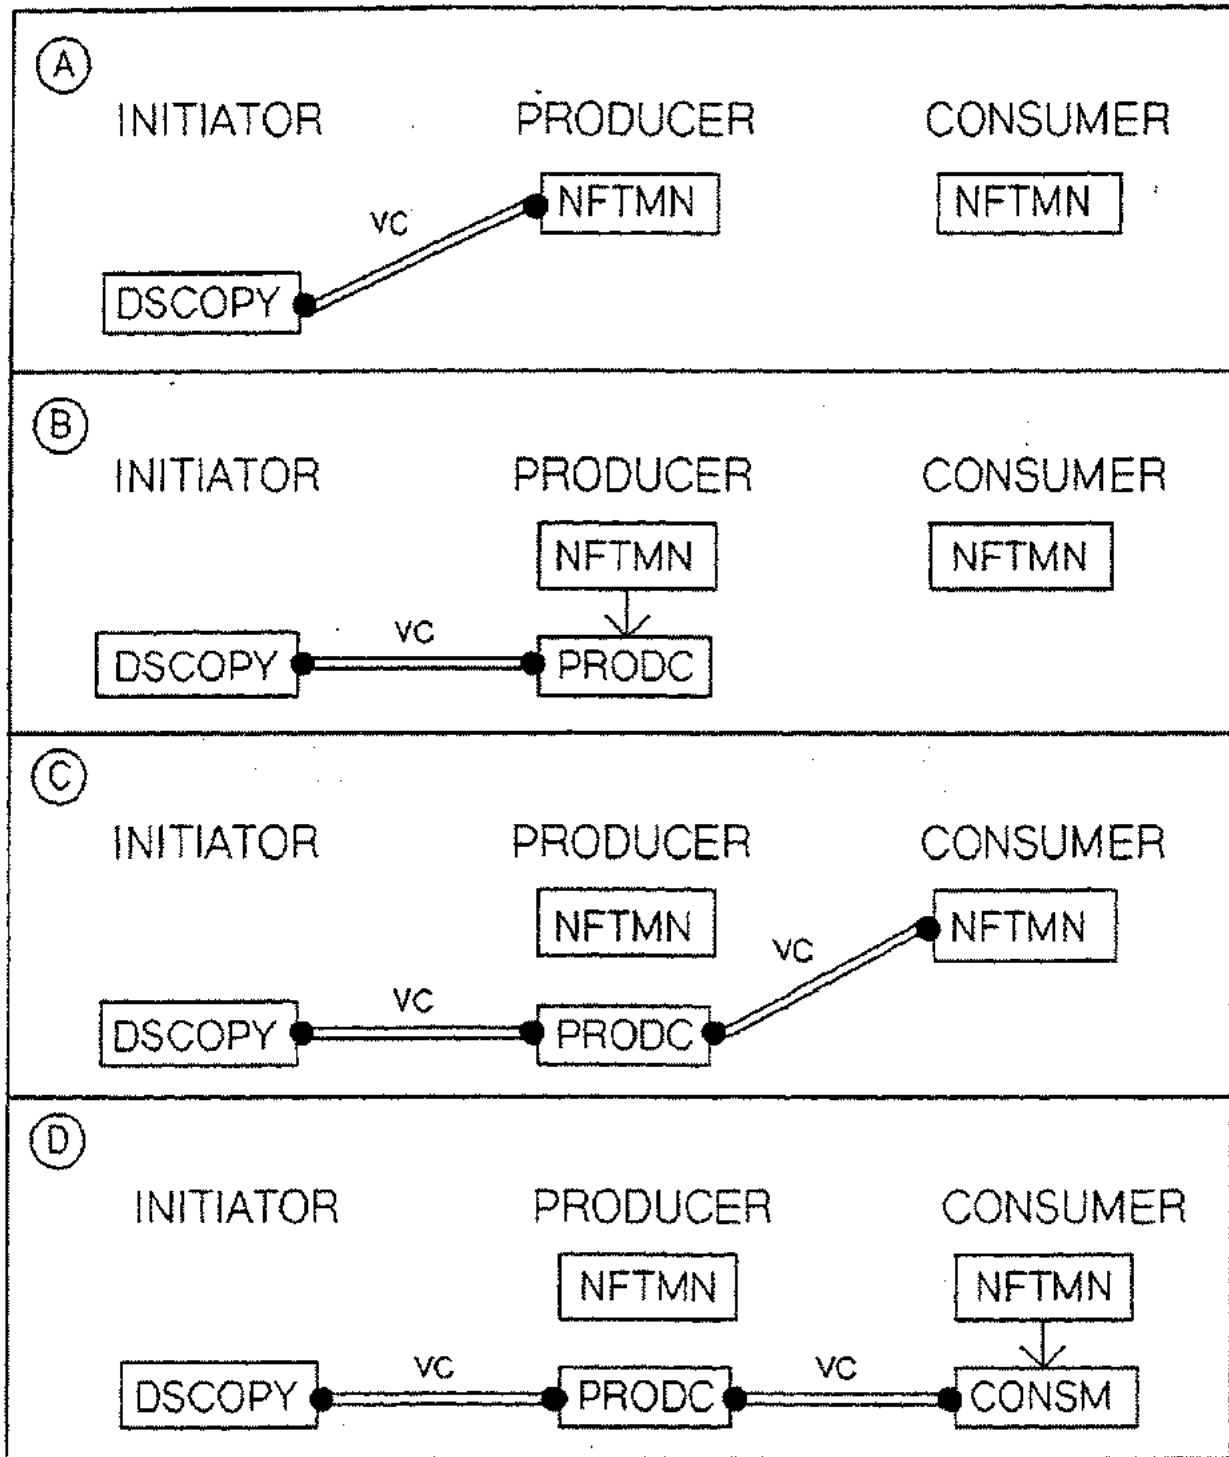 A
INITIATOR PRODUCER CONSUMER
NFTMN NFTMN
VC
DSCOPY
B
INITIATOR PRODUCER CONSUMER
NFTMN NFTMN
VC
DSCOPY PRODC
C
INITIATOR PRODUCER CONSUMER
NFTMN NFTMN
VC
VC
DSCOPY PRODC
D
INITIATOR PRODUCER CONSUMER
NFTMN NFTMN
VC VC
DSCOPY PRODC CONSM